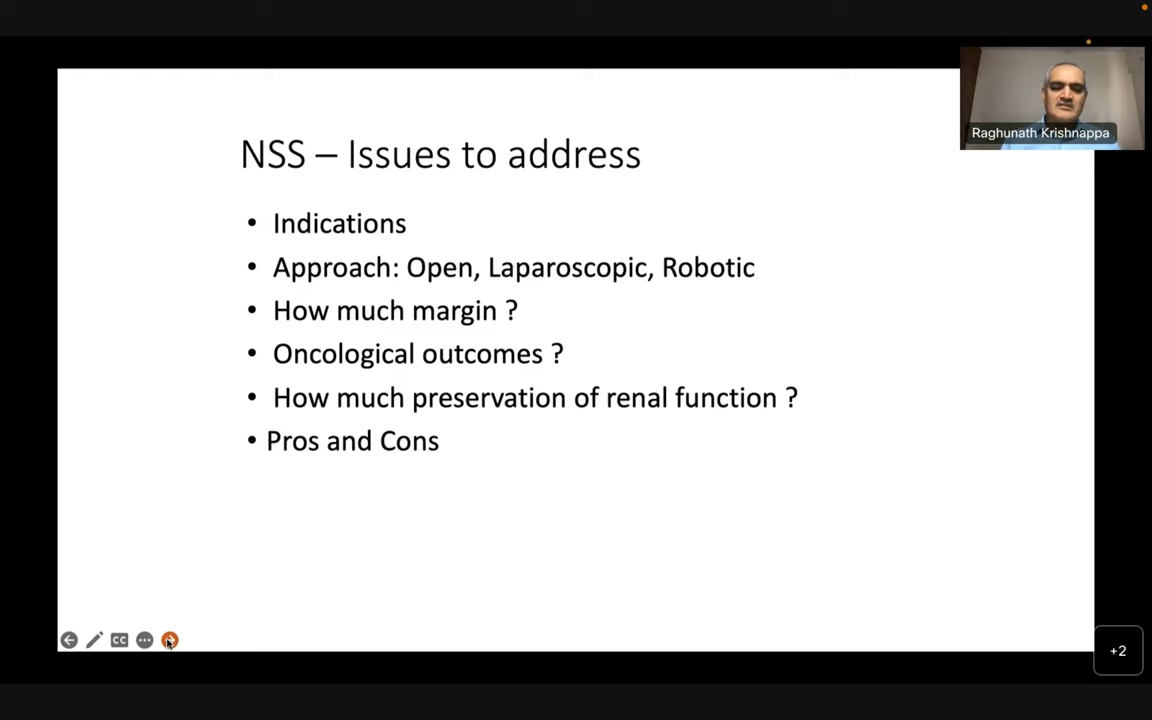 NSS – Issues to address
• Indications
• Approach: Open, Laparoscopic, Robotic
• How much margin ?
• Oncological outcomes ?
• How much preservation of renal function ?
• Pros and Cons
Raghunath Krishnappa
CC
+2